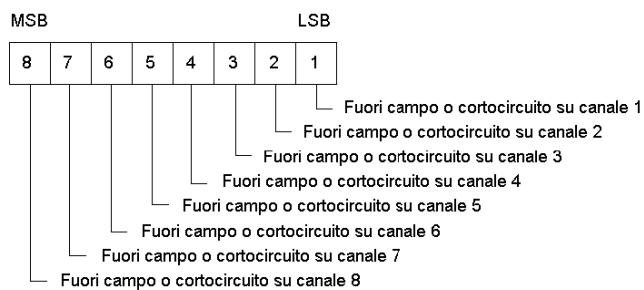 MSB LSB
8 7 6 5 4 3 2 1
Fuori campo o cortocircuito su canale 1
Fuori campo o cortocircuito su canale 2
Fuori campo o cortocircuito su canale 3
Fuori campo o cortocircuito su canale 4
Fuori campo o cortocircuito su canale 5
Fuori campo o cortocircuito su canale 6
Fuori campo o cortocircuito su canale 7
Fuori campo o cortocircuito su canale 8